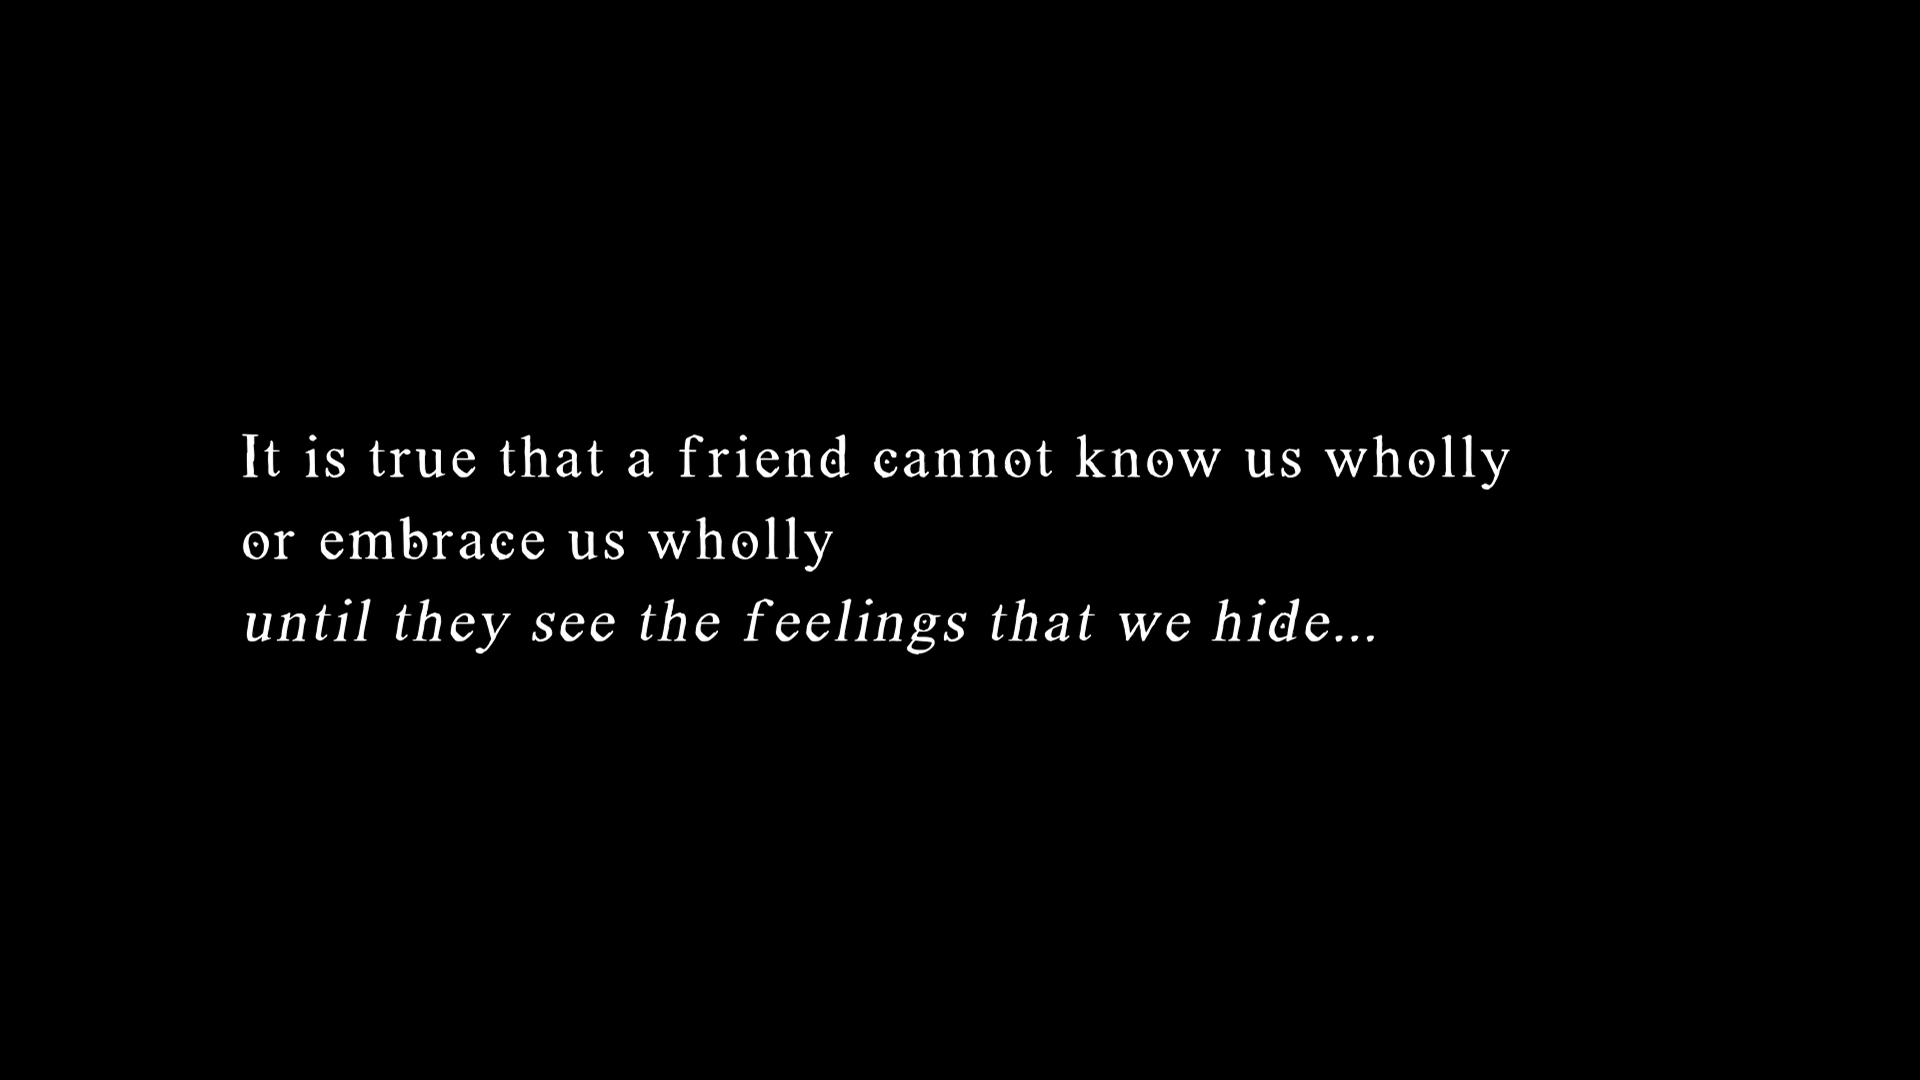 It is true that a friend cannot know us wholly
or embrace us wholly
until they see the feelings that we hide...